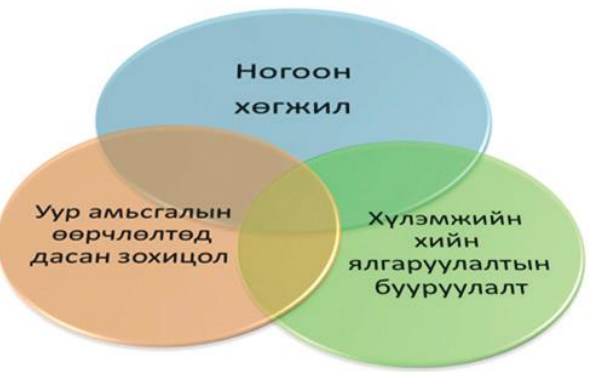 Ногоон
хөгжил
Уур амьсгалын
өөрчлөлтөд
дасан зохицол
Хүлэмжийн
хийн
ялгаруулалтын
бууруулалт